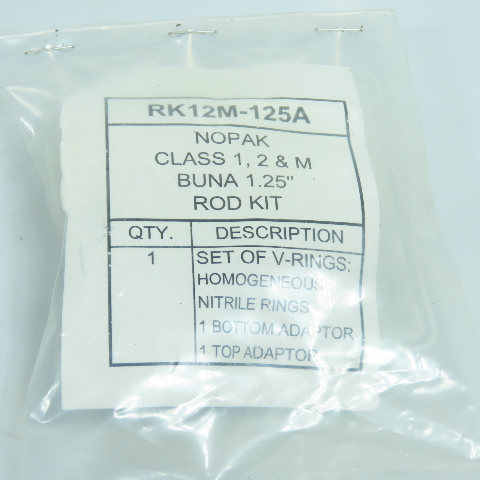 RK12M-125A
NOPAK
CLASS 1, 2 & M
BUNA 1.25"
ROD KIT
QTY. DESCRIPTION
1 SET OF V-RINGS:
HOMOGENEOUS
NITRILE RINGS
1 BOTTOM ADAPTOR
1 TOP ADAPTOR